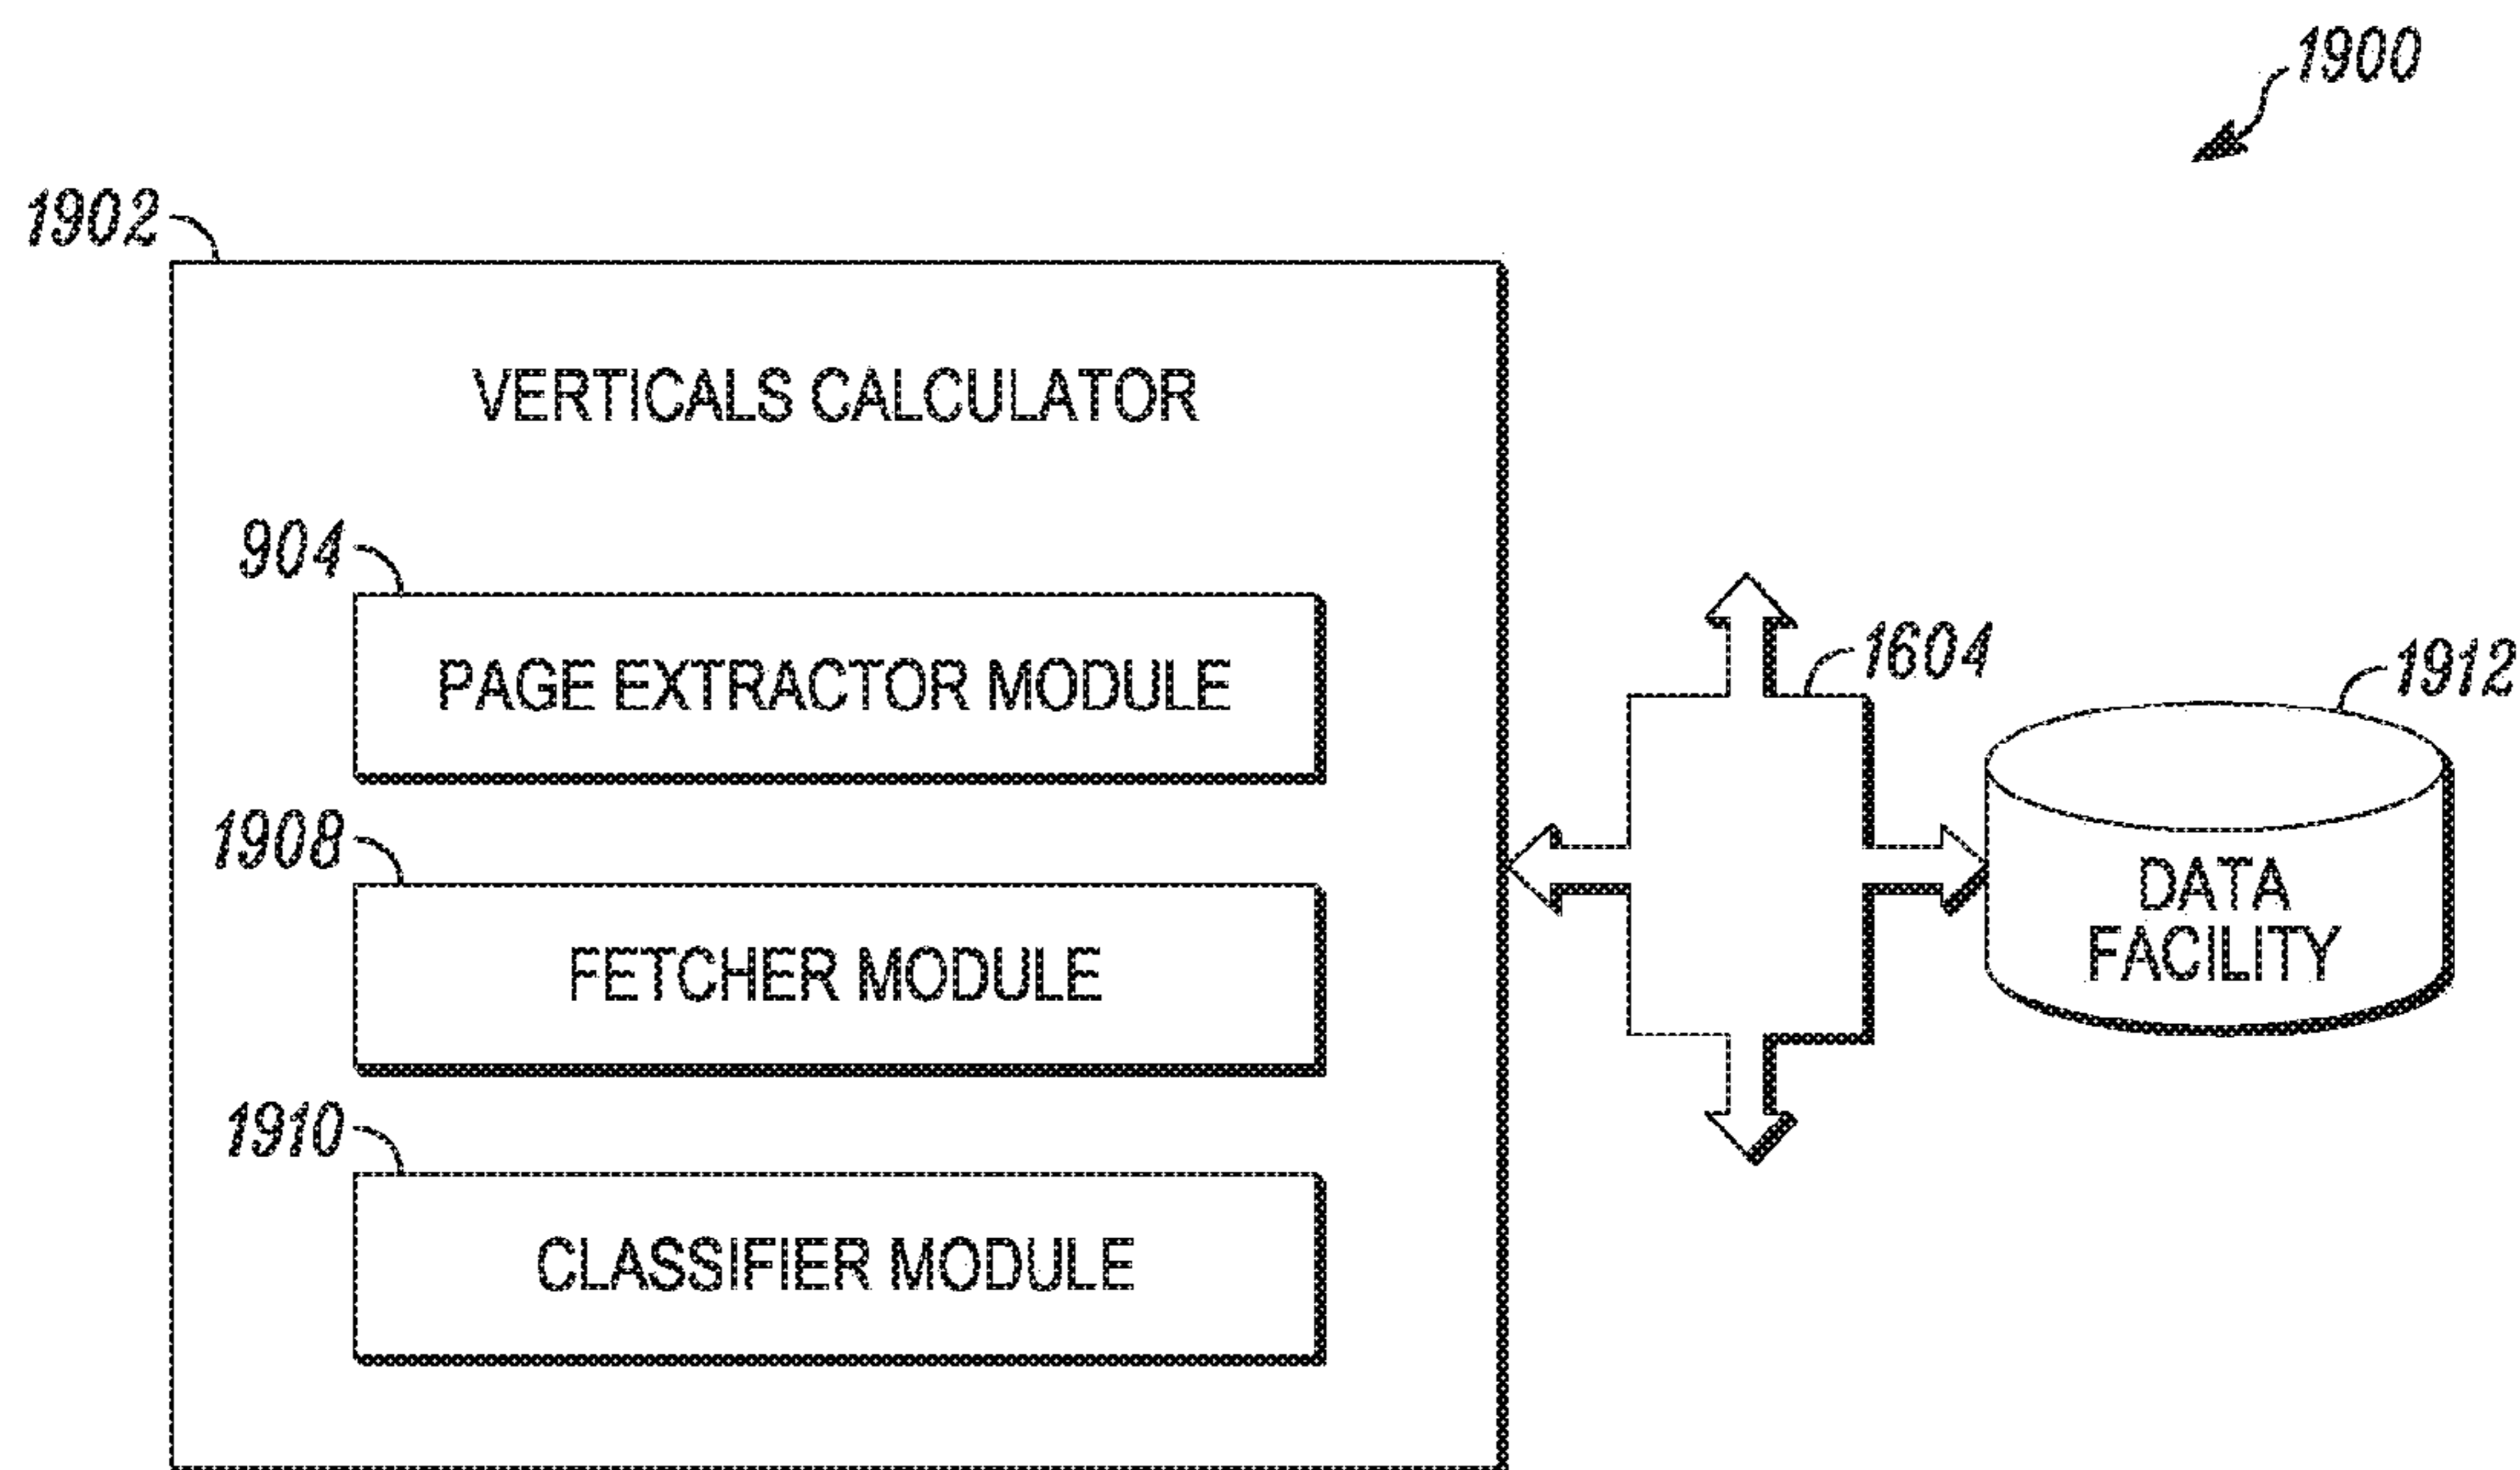 1900
1902
VERTICALS CALCULATOR
904
PAGE EXTRACTOR MODULE
1604
1912
1908
FETCHER MODULE
DATA
FACILITY
1910
CLASSIFIER MODULE